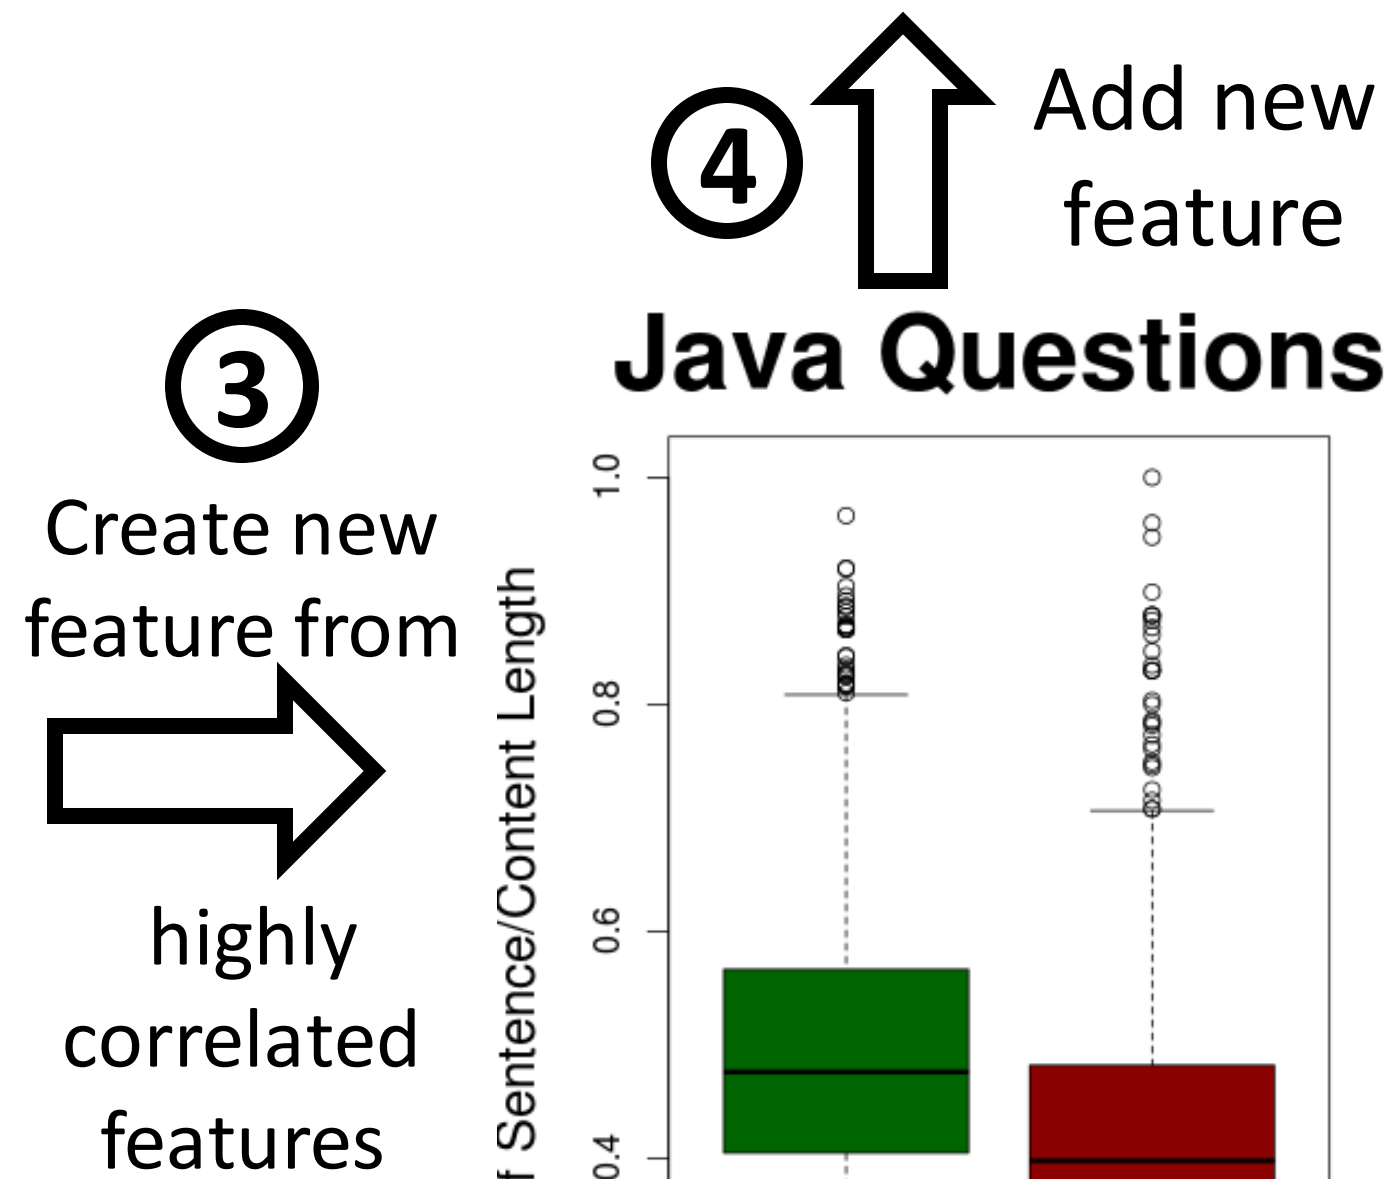 4
Add new
feature
3
Create new
feature from
highly
correlated
features
Java Questions
1.0
0.8
0.6
0.4
Sentence/Content Length